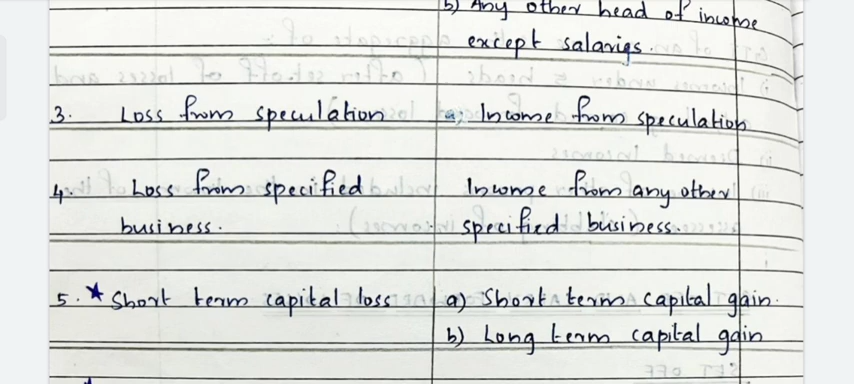 b) Any other head of income
except salaries.
3. Loss from speculation a) Income from speculation
4. Loss from specified Income from any other
business. specified business.
5. ★ Short term capital loss a) Short term capital gain.
b) Long term capital gain